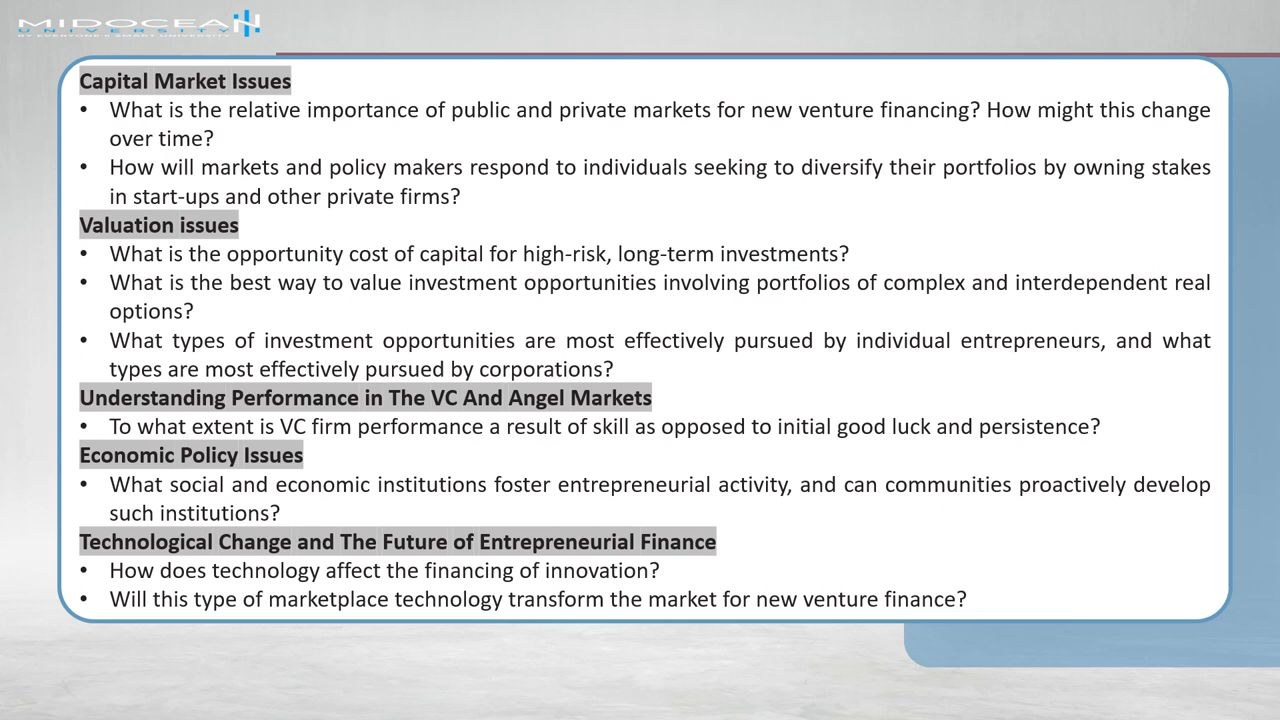 MIDOCEAN
UNIVERSITY
Capital Market Issues
• What is the relative importance of public and private markets for new venture financing? How might this change
over time?
• How will markets and policy makers respond to individuals seeking to diversify their portfolios by owning stakes
in start-ups and other private firms?
Valuation issues
• What is the opportunity cost of capital for high-risk, long-term investments?
• What is the best way to value investment opportunities involving portfolios of complex and interdependent real
options?
• What types of investment opportunities are most effectively pursued by individual entrepreneurs, and what
types are most effectively pursued by corporations?
Understanding Performance in The VC And Angel Markets
• To what extent is VC firm performance a result of skill as opposed to initial good luck and persistence?
Economic Policy Issues
• What social and economic institutions foster entrepreneurial activity, and can communities proactively develop
such institutions?
Technological Change and The Future of Entrepreneurial Finance
• How does technology affect the financing of innovation?
• Will this type of marketplace technology transform the market for new venture finance?